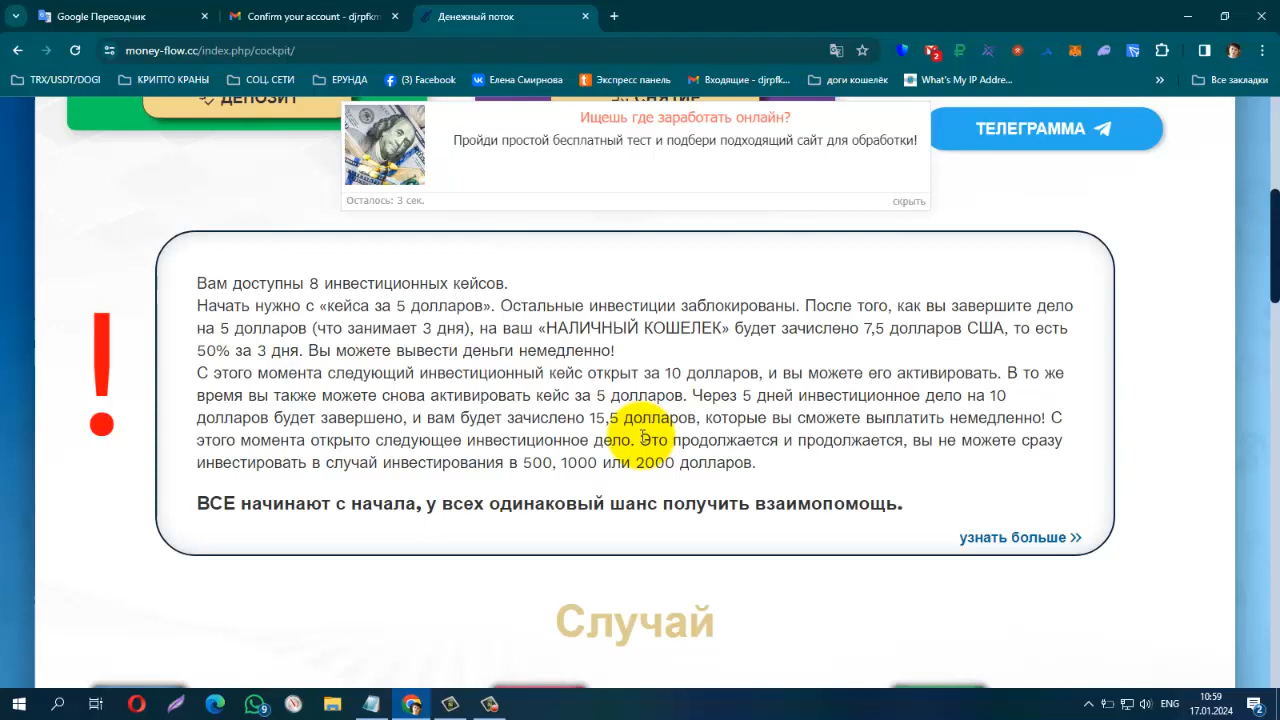 Google Переводчик
Confirm your account - djrpfkm
Денежный поток
money-flow.cc/index.php/cockpit/
2
TRX/USDT/DOGI
КРИПТО КРАНЫ
СОЦ. СЕТИ
ЕРУНДА
(3) Facebook
Елена Смирнова
Экспресс панель
Входящие - djrpfk...
доги кошелёк
What's My IP Addre...
Все закладки
ДЕПОЗИТ
СНЯТИЕ
Ищешь где заработать онлайн?
Пройди простой бесплатный тест и подбери подходящий сайт для обработки!
Осталось: 3 сек.
скрыть
ТЕЛЕГРАММА
Вам доступны 8 инвестиционных кейсов.
Начать нужно с «кейса за 5 долларов». Остальные инвестиции заблокированы. После того, как вы завершите дело
на 5 долларов (что занимает 3 дня), на ваш «НАЛИЧНЫЙ КОШЕЛЕК» будет зачислено 7,5 долларов США, то есть
50% за 3 дня. Вы можете вывести деньги немедленно!
С этого момента следующий инвестиционный кейс открыт за 10 долларов, и вы можете его активировать. В то же
время вы также можете снова активировать кейс за 5 долларов. Через 5 дней инвестиционное дело на 10
долларов будет завершено, и вам будет зачислено 15,5 долларов, которые вы сможете выплатить немедленно! С
этого момента открыто следующее инвестиционное дело. Это продолжается и продолжается, вы не можете сразу
инвестировать в случай инвестирования в 500, 1000 или 2000 долларов.
ВСЕ начинают с начала, у всех одинаковый шанс получить взаимопомощь.
узнать больше »
!
Случай
9
ENG
10:59
17.01.2024
2